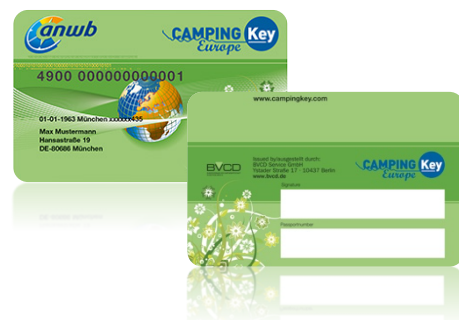 anwb
CAMPING Key
Europe
4900 000000000001
01-01-1963 München xxxxxx435
Max Mustermann
Hansastraße 19
DE-80686 München
www.campingkey.com
BVCD
Issued by/ausgestellt durch:
BVCD Service GmbH
Straße 17 - 10437 Berlin
www.bvcd.de
CAMPING Key
Europe
Signature
Passportnumber